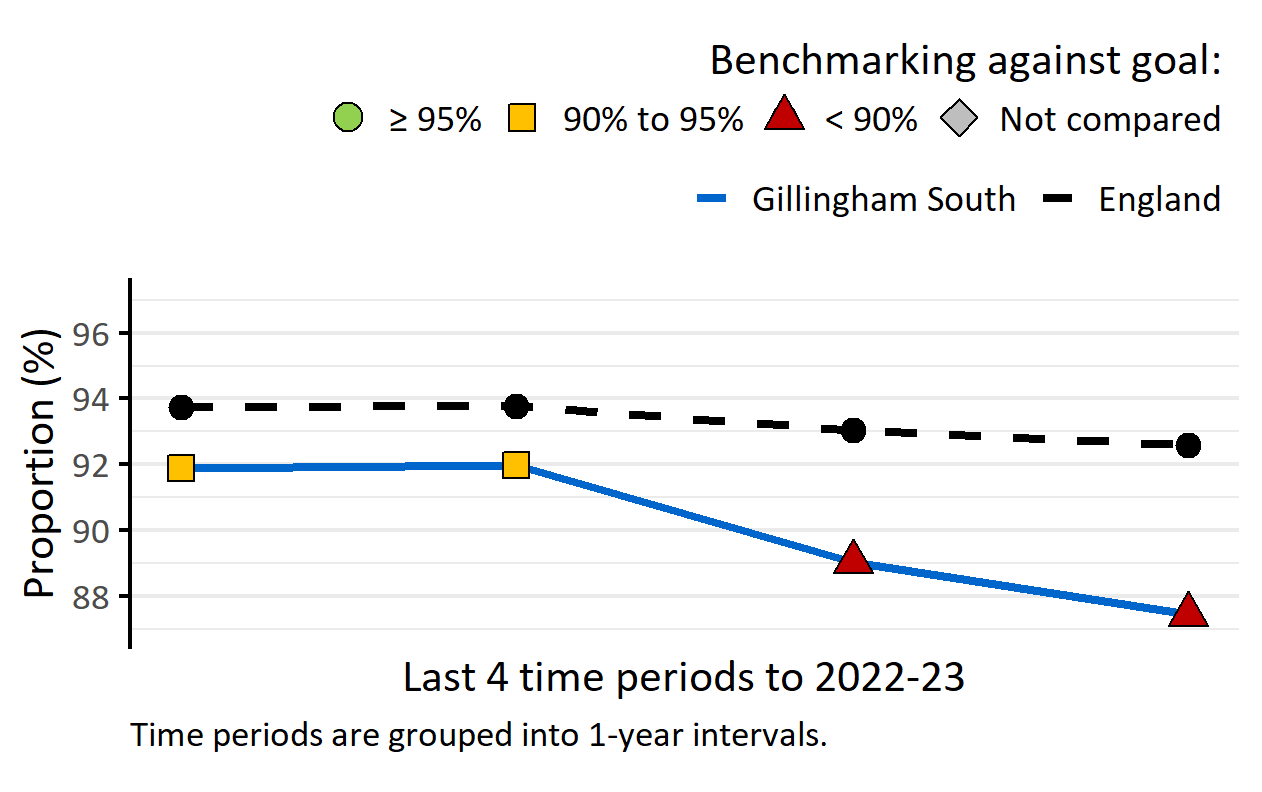 Benchmarking against goal:
≥ 95% 90% to 95% < 90% Not compared
Gillingham South England
Proportion (%)
96
94
92
90
88
Last 4 time periods to 2022-23
Time periods are grouped into 1-year intervals.